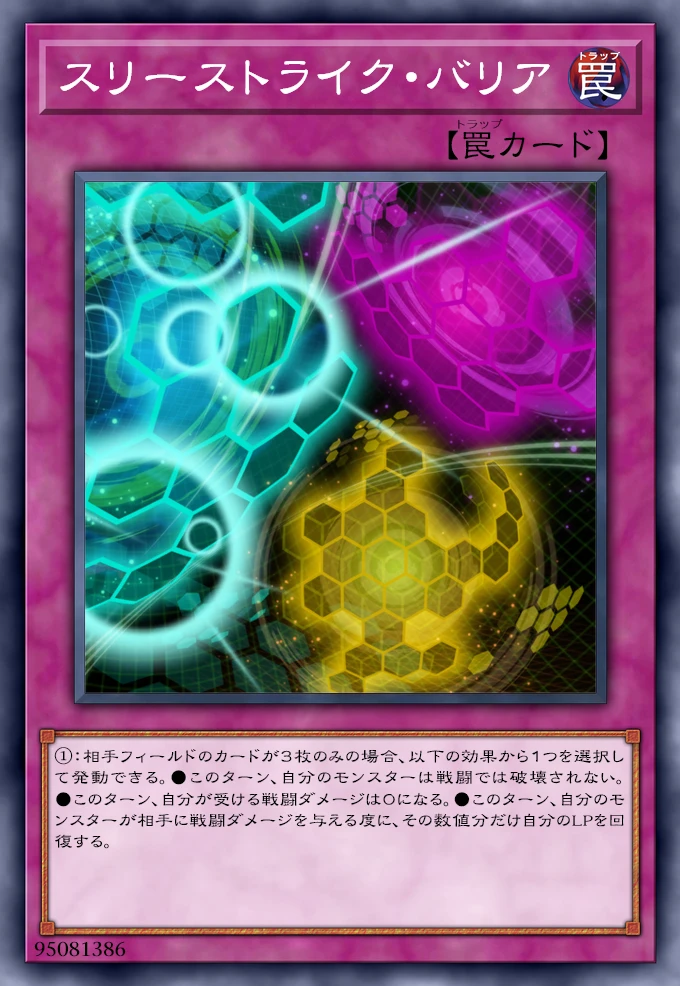 スリーストライク・バリア
トラップ
罠
トラップ
【罠カード】
①：相手フィールドのカードが３枚のみの場合、以下の効果から１つを選択し
て発動できる。●このターン、自分のモンスターは戦闘では破壊されない。
●このターン、自分が受ける戦闘ダメージは０になる。●このターン、自分のモ
ンスターが相手に戦闘ダメージを与える度に、その数値分だけ自分のLPを回
復する。
95081386